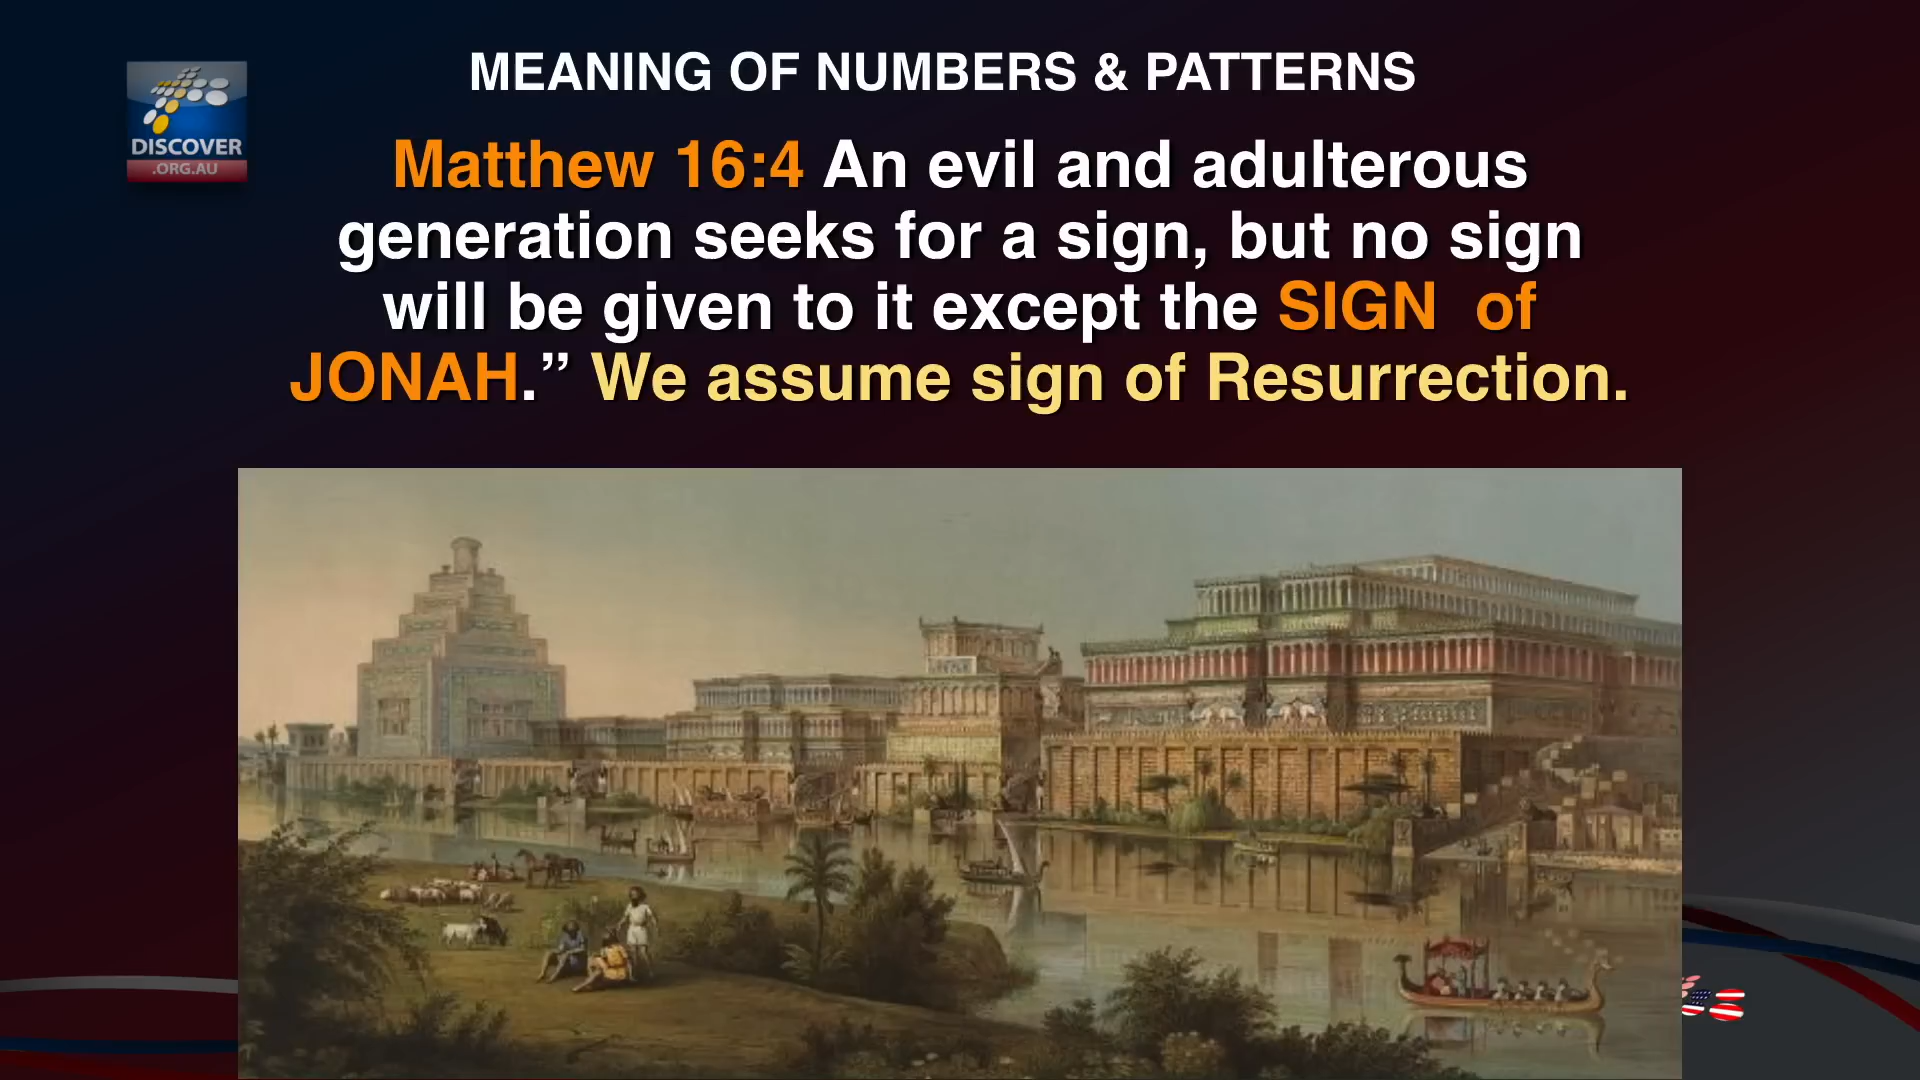 MEANING OF NUMBERS & PATTERNS
DISCOVER
.ORG.AU
Matthew 16:4 An evil and adulterous
generation seeks for a sign, but no sign
will be given to it except the SIGN  of
JONAH.” We assume sign of Resurrection.